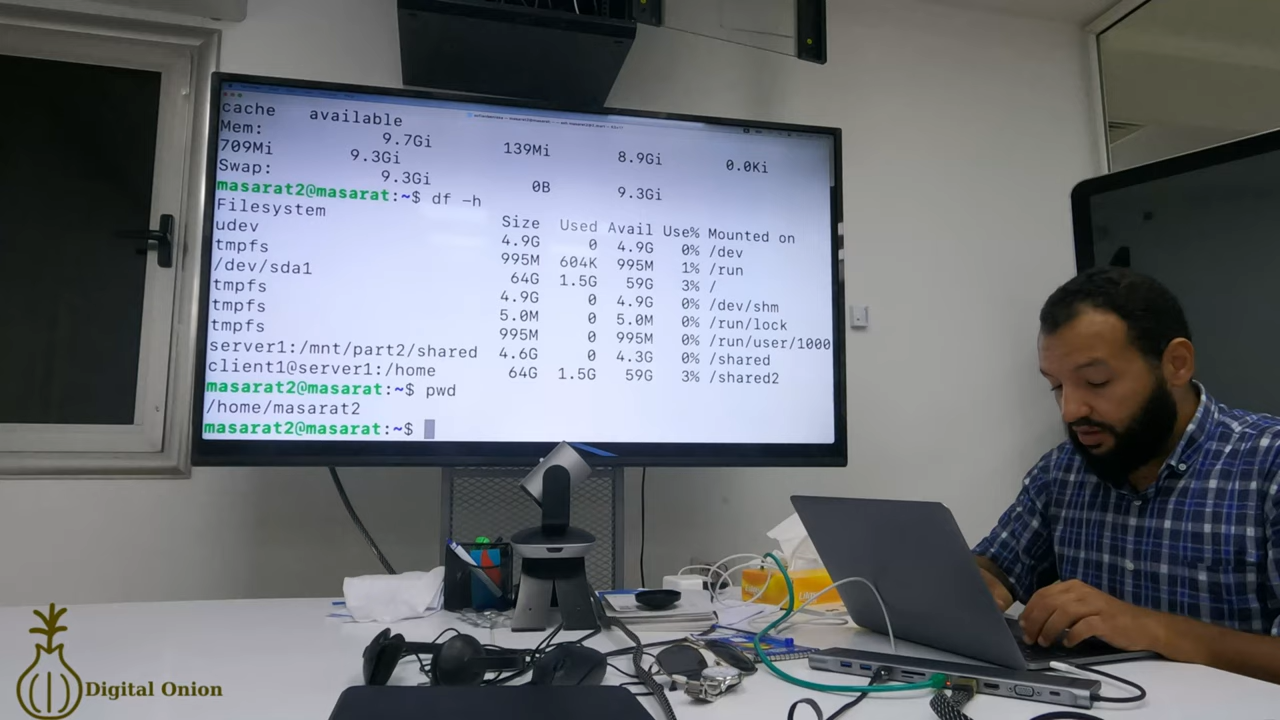 cache available
Mem: 9.7Gi 139Mi 8.9Gi 0.0Ki
709Mi 9.3Gi
Swap: 9.3Gi 0B 9.3Gi
masarat2@masarat:~$ df -h
Filesystem Size Used Avail Use% Mounted on
udev 4.9G 0 4.9G 0% /dev
tmpfs 995M 604K 995M 1% /run
/dev/sda1 64G 1.5G 59G 3% /
tmpfs 4.9G 0 4.9G 0% /dev/shm
tmpfs 5.0M 0 5.0M 0% /run/lock
tmpfs 995M 0 995M 0% /run/user/1000
server1:/mnt/part2/shared 4.6G 0 4.3G 0% /shared
client1@server1:/home 64G 1.5G 59G 3% /shared2
masarat2@masarat:~$ pwd
/home/masarat2
masarat2@masarat:~$
Digital Onion